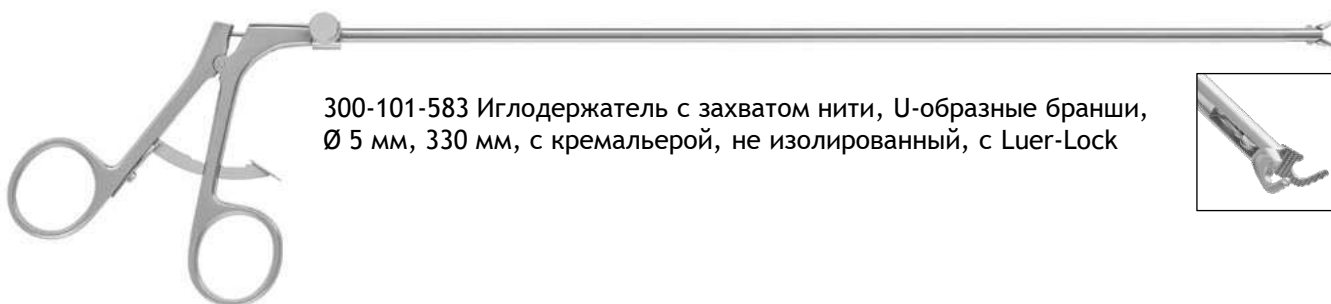 300-101-583 Иглодержатель с захватом нити, U-образные бранши,
Ø 5 мм, 330 мм, с кремальерой, не изолированный, с Luer-Lock